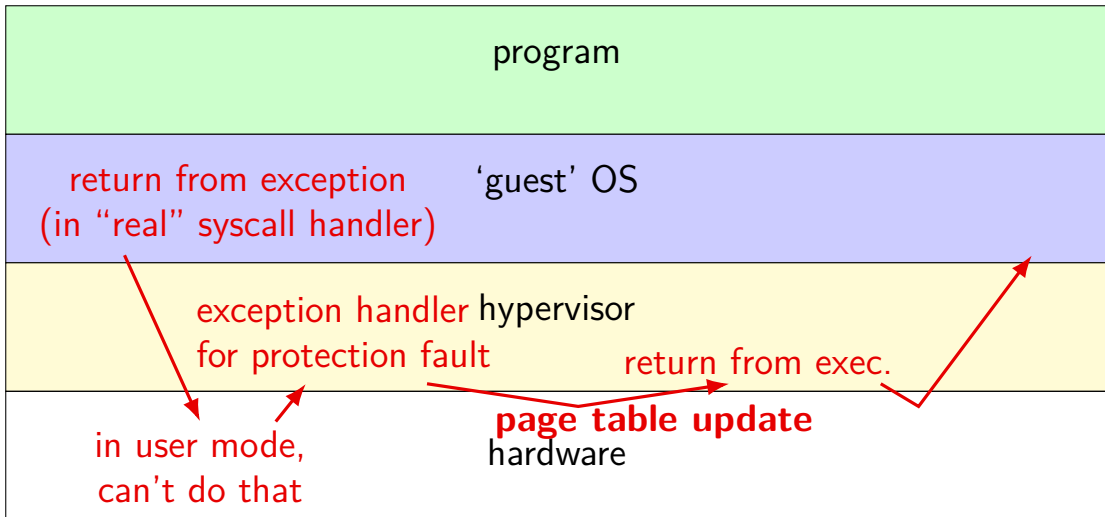 program
return from exception
(in “real” syscall handler)
‘guest’ OS
exception handler
for protection fault
hypervisor
return from exec.
page table update
hardware
in user mode,
can't do that